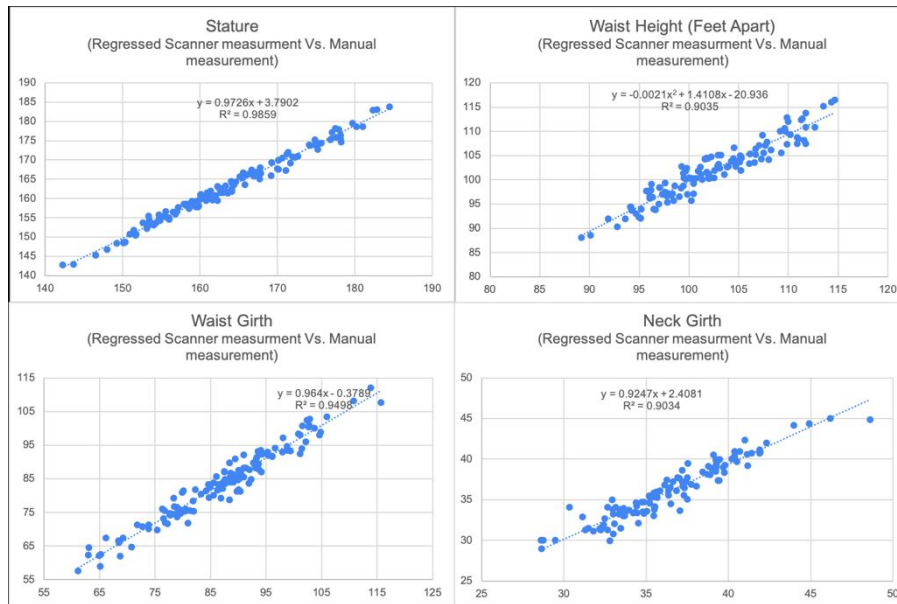 Stature
(Regressed Scanner measurment Vs. Manual
measurement)
190
185
180
175
170
165
160
155
150
145
140
y = 0.9726x + 3.7902
R² = 0.9859
140 150 160 170 180 190
Waist Height (Feet Apart)
(Regressed Scanner measurment Vs. Manual
measurement)
120
115
110
105
100
95
90
85
80
y = -0.0021x² + 1.4108x - 20.936
R² = 0.9035
80 85 90 95 100 105 110 115 120
Waist Girth
(Regressed Scanner measurment Vs. Manual
measurement)
115
105
95
85
75
65
55
y = 0.964x - 0.3789
R² = 0.9498
55 65 75 85 95 105 115 125
Neck Girth
(Regressed Scanner measurment Vs. Manual
measurement)
50
45
40
35
30
25
y = 0.9247x + 2.4081
R² = 0.9034
25 30 35 40 45 50